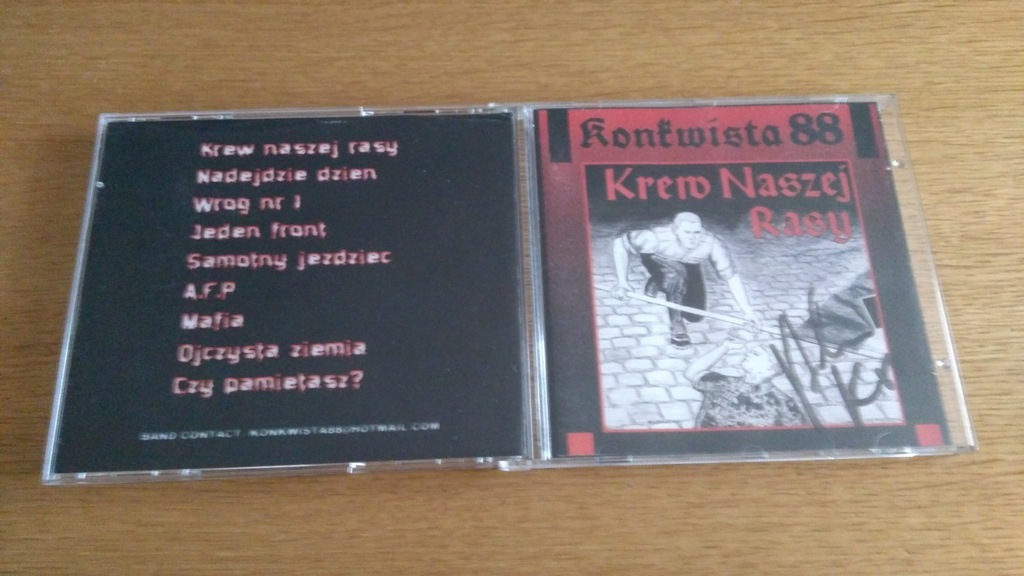 Krew naszej rasy
Nadejdzie dzien
Wrog nr 1
Jeden front
Samotny jezdziec
A.F.P
Mafia
Ojczysta ziemia
Czy pamietasz?
BAND CONTACT: KONKWISTA88@HOTMAIL.COM
Konkwista 88
Krew Naszej
Rasy